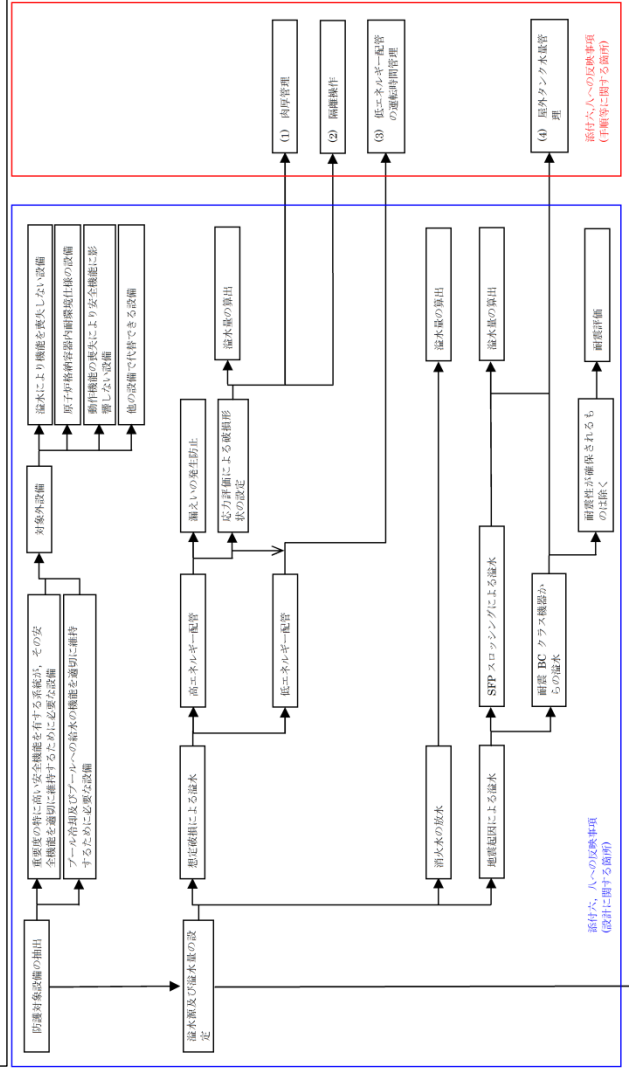 防護対象設備の抽出
重要度の特に高い安全機能を有する系統が，その安
全機能を適切に維持するために必要な設備
プール冷却及びプールへの給水の機能を適切に維持
するために必要な設備
対象外設備
溢水により機能を喪失しない設備
原子炉格納容器内耐環境仕様の設備
動作機能の喪失により安全機能に影
響しない設備
他の設備で代替できる設備
溢水源及び溢水量の設
定
想定破損による溢水
高エネルギー配管
漏えいの発生防止
応力評価による破損形
状の設定
溢水量の算出
低エネルギー配管
消火水の放水
溢水量の算出
地震起因による溢水
SFP スロッシングによる溢水
溢水量の算出
耐震 BC クラス機器か
らの溢水
耐震性が確保されるも
のは除く
耐震評価
添付六，八への反映事項
(設計に関する箇所)
(1) 肉厚管理
(2) 隔離操作
(3) 低エネルギー配管
の運転時間管理
(4) 屋外タンク水量管
理
添付六,八への反映事項
(手順等に関する箇所)